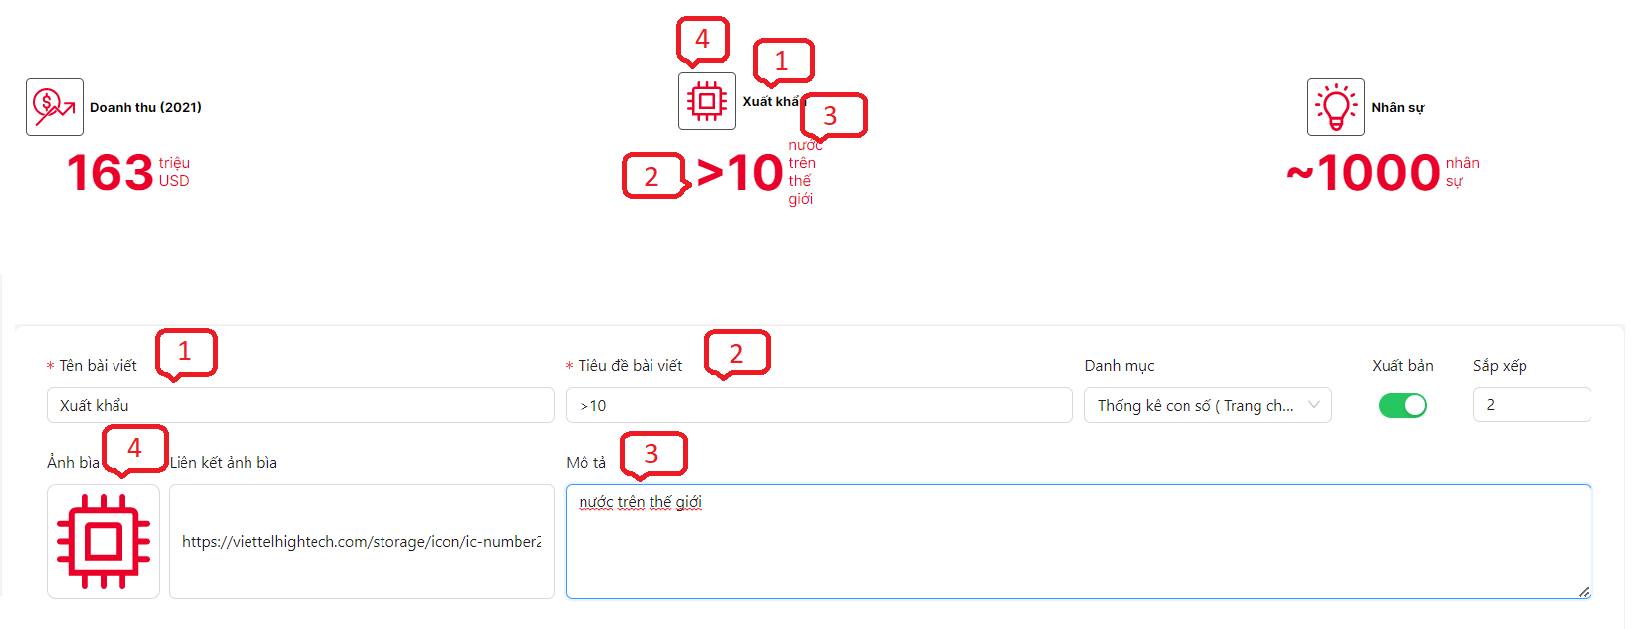 4
1
Doanh thu (2021)
Xuất khẩu
3
Nhân sự
163 triệu
USD
2
>10 nước
trên
thế
giới
~1000 nhân
sự
1
2
* Tên bài viết
* Tiêu đề bài viết
Danh mục
Xuất bản
Sắp xếp
Xuất khẩu
>10
Thống kê con số ( Trang ch...
2
4
3
Ảnh bìa
Liên kết ảnh bìa
Mô tả
nước trên thế giới
https://viettelhightech.com/storage/icon/ic-number2